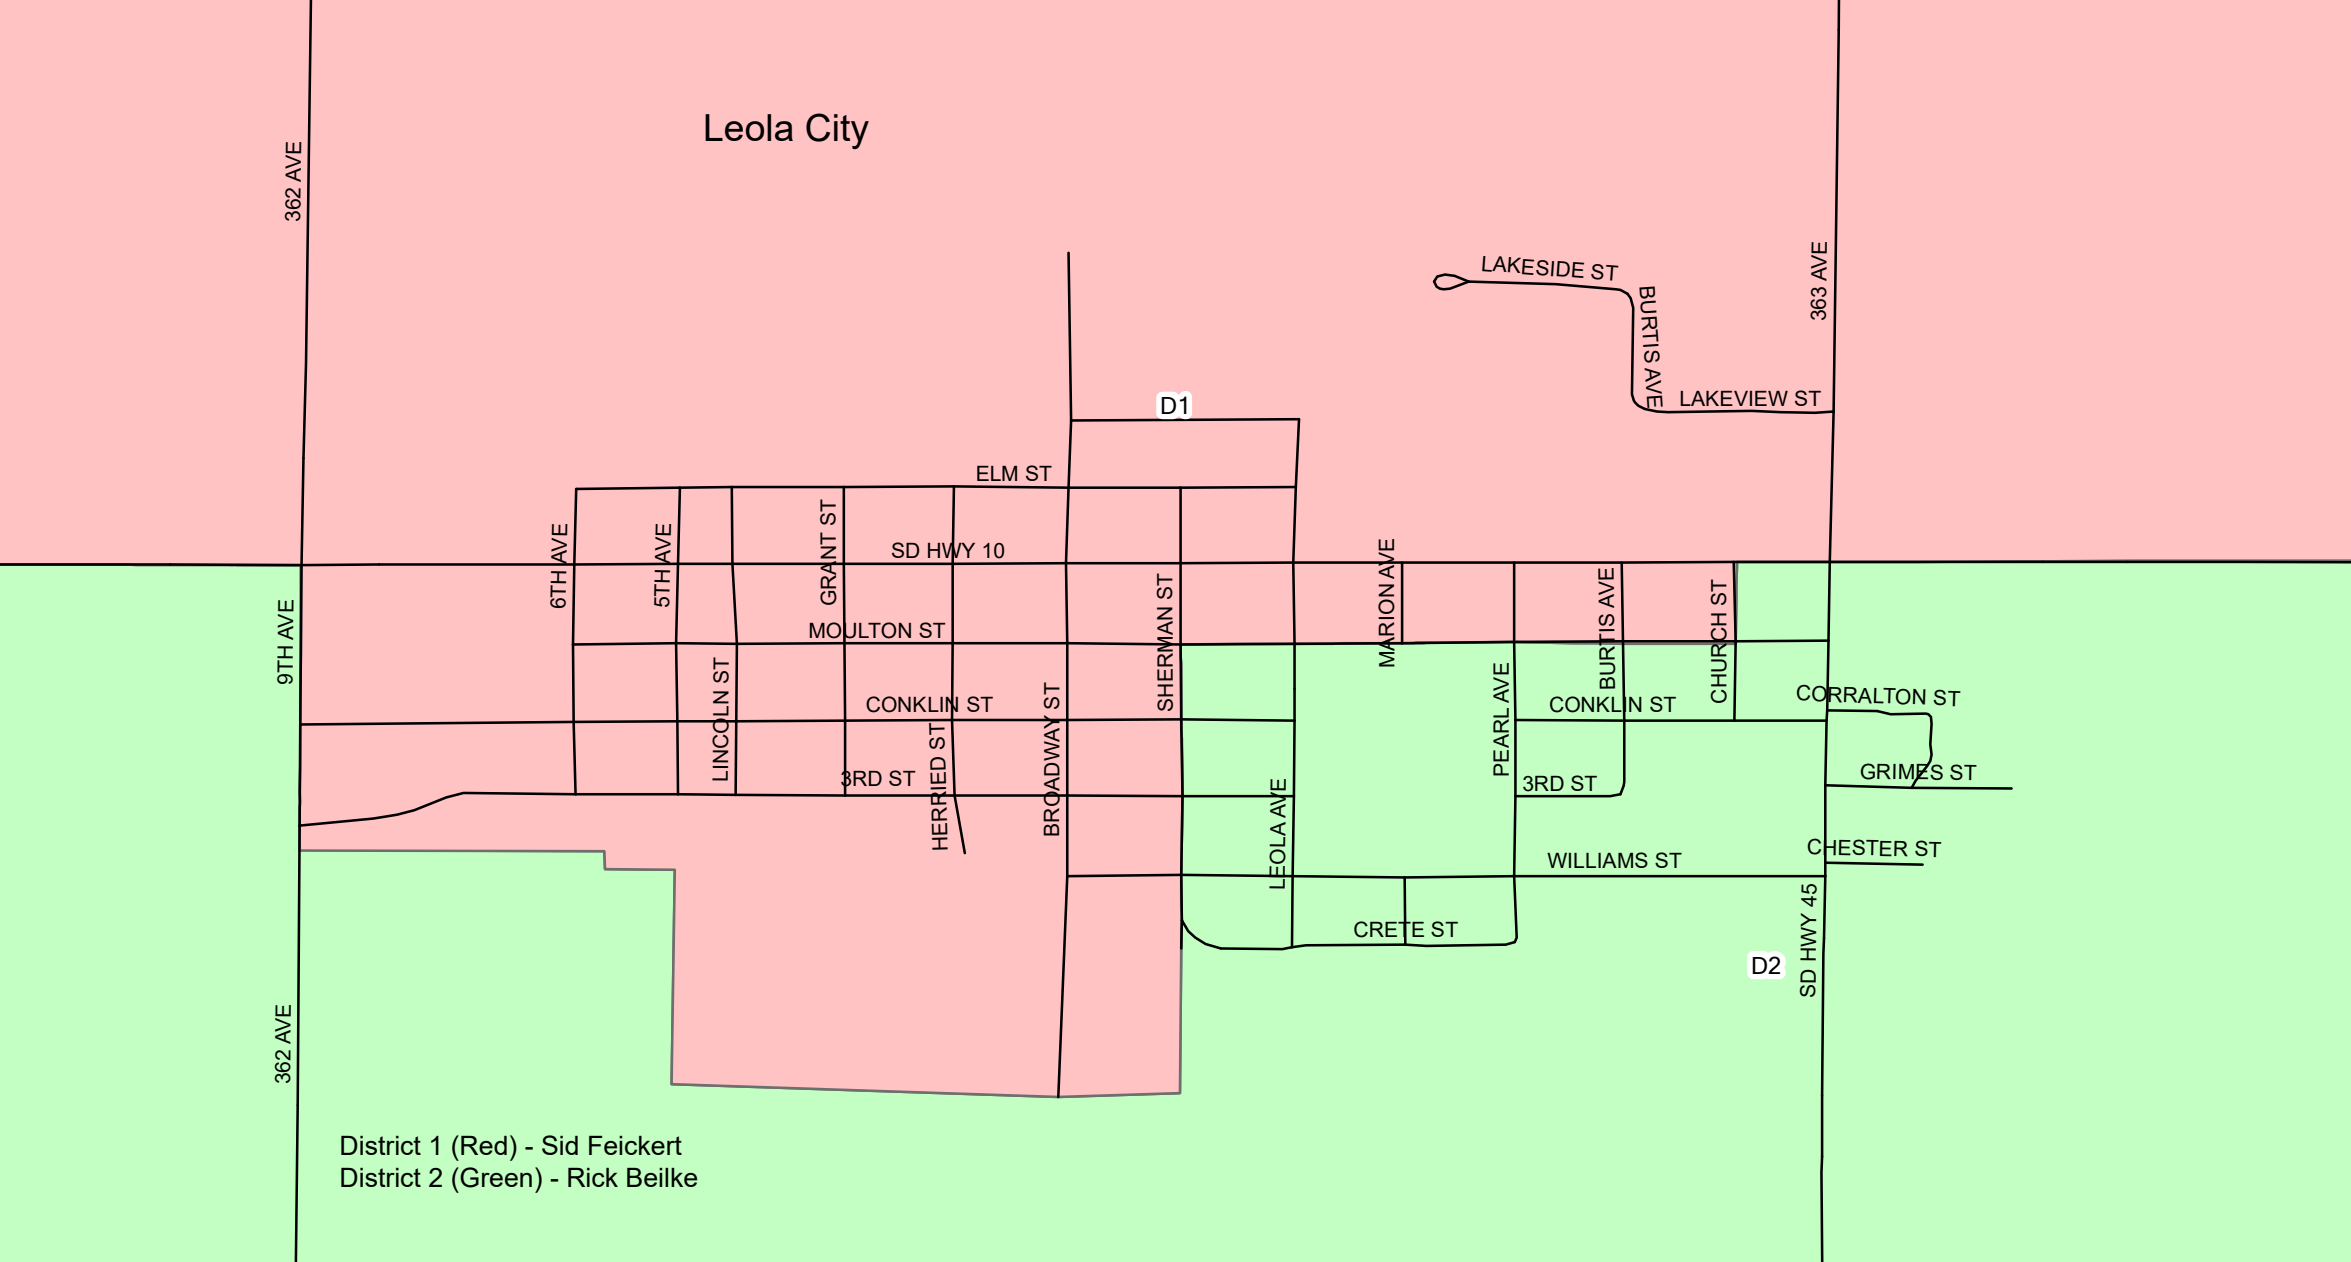 Leola City
362 AVE
363 AVE
LAKESIDE ST
BURTIS AVE
LAKEVIEW ST
D1
ELM ST
6TH AVE
5TH AVE
GRANT ST
SD HWY 10
MARION AVE
BURTIS AVE
CHURCH ST
9TH AVE
SHERMAN ST
MOULTON ST
LINCOLN ST
CONKLIN ST
HERRIED ST
BROADWAY ST
PEARL AVE
CONKLIN ST
CORRALTON ST
3RD ST
LEOLA AVE
3RD ST
GRIMES ST
WILLIAMS ST
CHESTER ST
CRETE ST
SD HWY 45
D2
362 AVE
District 1 (Red) - Sid Feickert
District 2 (Green) - Rick Beilke